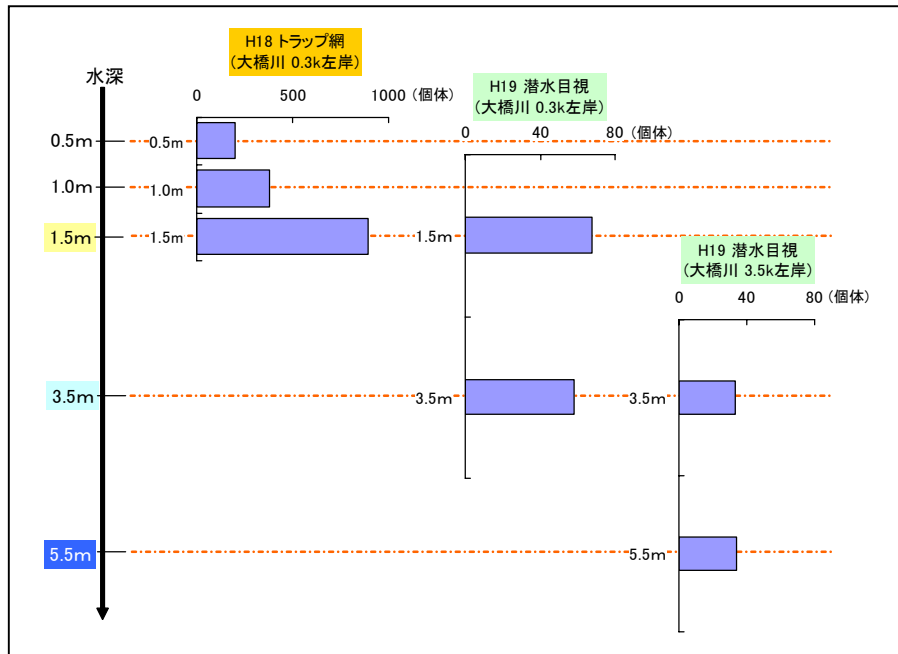 H18 トラップ網
(大橋川 0.3k左岸)
水深
0 500 1000 (個体)
H19 潜水目視
(大橋川 0.3k左岸)
0 40 80 (個体)
0.5m
0.5m
1.0m
1.0m
1.5m
1.5m
1.5m
H19 潜水目視
(大橋川 3.5k左岸)
0 40 80 (個体)
3.5m
3.5m
3.5m
5.5m
5.5m